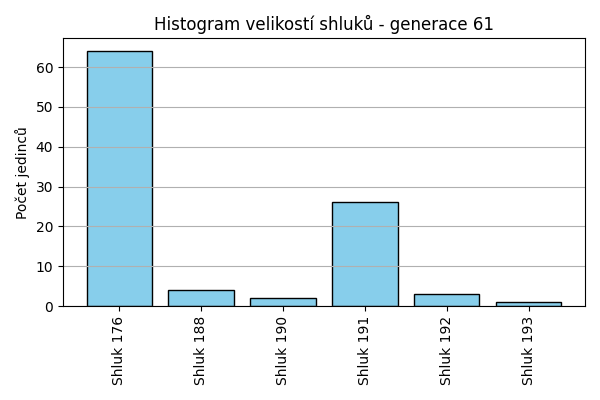 Histogram velikostí shluků - generace 61
Počet jedinců
60
50
40
30
20
10
0
Shluk 176
Shluk 188
Shluk 190
Shluk 191
Shluk 192
Shluk 193